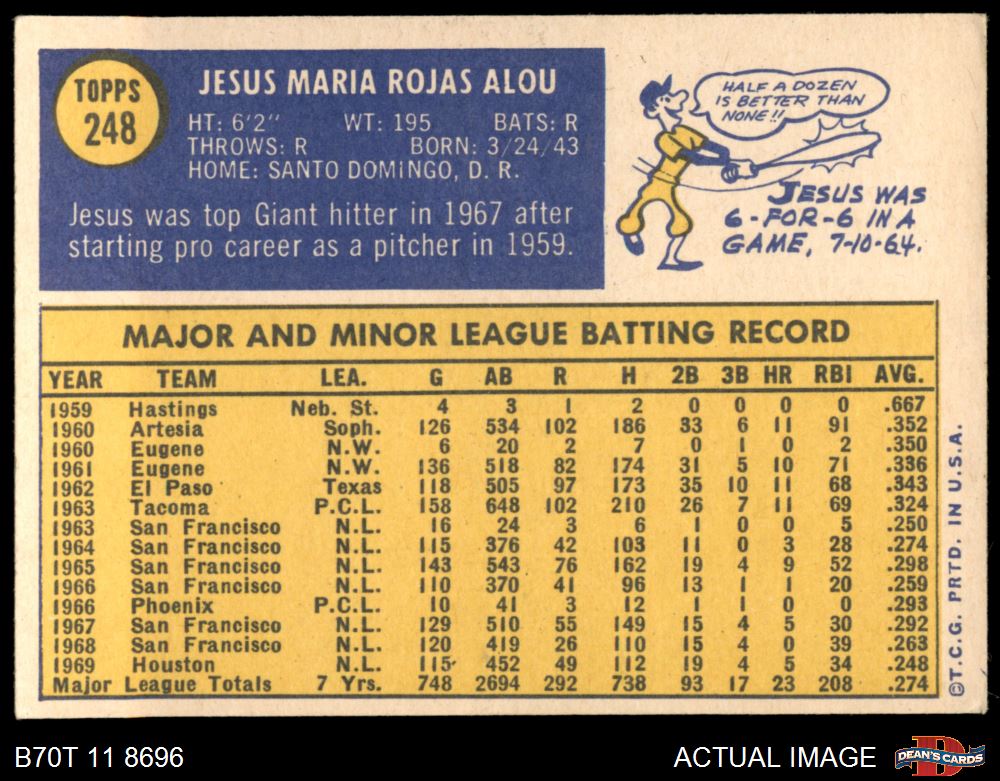 TOPPS
248
JESUS MARIA ROJAS ALOU
HT: 6'2" WT: 195 BATS: R
THROWS: R BORN: 3/24/43
HOME: SANTO DOMINGO, D. R.
Jesus was top Giant hitter in 1967 after
starting pro career as a pitcher in 1959.
HALF A DOZEN
IS BETTER THAN
NONE!!
JESUS WAS
6-FOR-6 IN A
GAME, 7-10-64.
MAJOR AND MINOR LEAGUE BATTING RECORD
YEAR TEAM LEA. G AB R H 2B 3B HR RBI AVG.
1959 Hastings Neb. St. 4 3 1 2 0 0 0 0 .667
1960 Artesia Soph. 126 534 102 186 33 6 11 91 .352
1960 Eugene N.W. 6 20 2 7 0 1 0 2 .350
1961 Eugene N.W. 136 518 82 174 31 5 10 71 .336
1962 El Paso Texas 118 505 97 173 35 10 11 68 .343
1963 Tacoma P.C.L. 158 648 102 210 26 7 11 69 .324
1963 San Francisco N.L. 16 24 3 6 1 0 0 5 .250
1964 San Francisco N.L. 115 376 42 103 11 0 3 28 .274
1965 San Francisco N.L. 143 543 76 162 19 4 9 52 .298
1966 San Francisco N.L. 110 370 41 96 13 1 1 20 .259
1966 Phoenix P.C.L. 10 41 3 12 1 1 0 0 .293
1967 San Francisco N.L. 129 510 55 149 15 4 5 30 .292
1968 San Francisco N.L. 120 419 26 110 15 4 0 39 .263
1969 Houston N.L. 115 452 49 112 19 4 5 34 .248
Major League Totals 7 Yrs. 748 2694 292 738 93 17 23 208 .274
©T.C.G. PRTD. IN U.S.A.
B70T 11 8696
ACTUAL IMAGE
DEAN'S CARDS